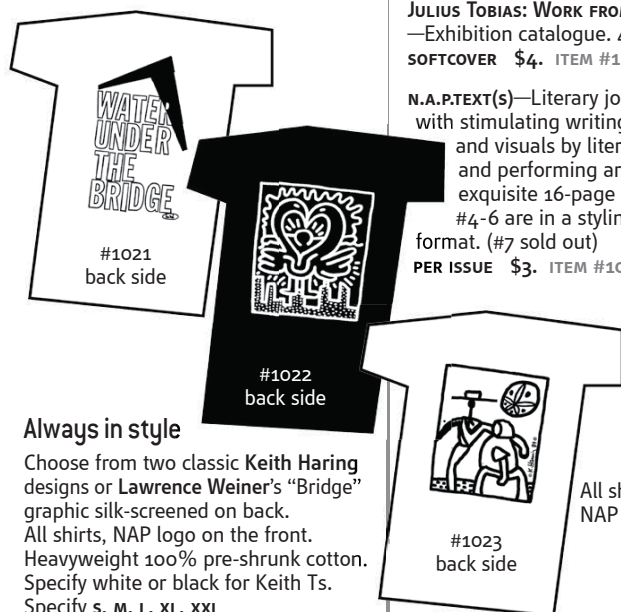 JULIUS TOBIAS: WORK FRO
—Exhibition catalogue.
SOFTCOVER $4. ITEM #1
N.A.P.TEXT(S)—Literary jo
with stimulating writing
and visuals by liter
and performing ar
exquisite 16-page
#4-6 are in a stylin
format. (#7 sold out)
PER ISSUE $3. ITEM #10
WATER
UNDER
THE
BRIDGE
#1021
back side
#1022
back side
#1023
back side
Always in style
Choose from two classic Keith Haring
designs or Lawrence Weiner's “Bridge”
graphic silk-screened on back.
All shirts, NAP logo on the front.
Heavyweight 100% pre-shrunk cotton.
Specify white or black for Keith Ts.
Specify S, M, L, XL, XXL
All sh
NAP